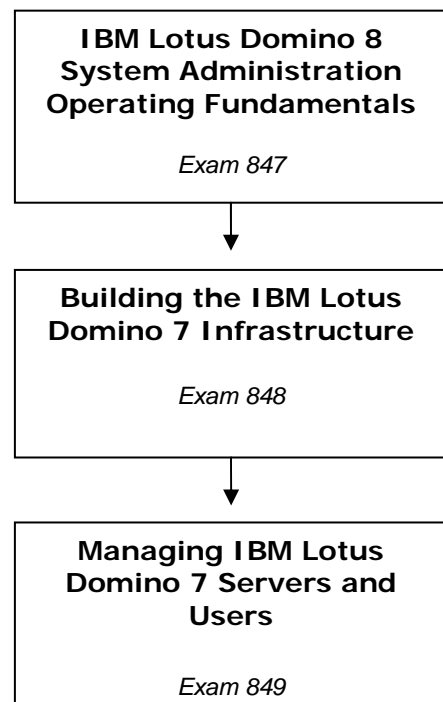 IBM Lotus Domino 8
System Administration
Operating Fundamentals
Exam 847
Building the IBM Lotus
Domino 7 Infrastructure
Exam 848
Managing IBM Lotus
Domino 7 Servers and
Users
Exam 849